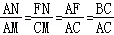 AN/AM = FN/CM = AF/AC = BC/AC